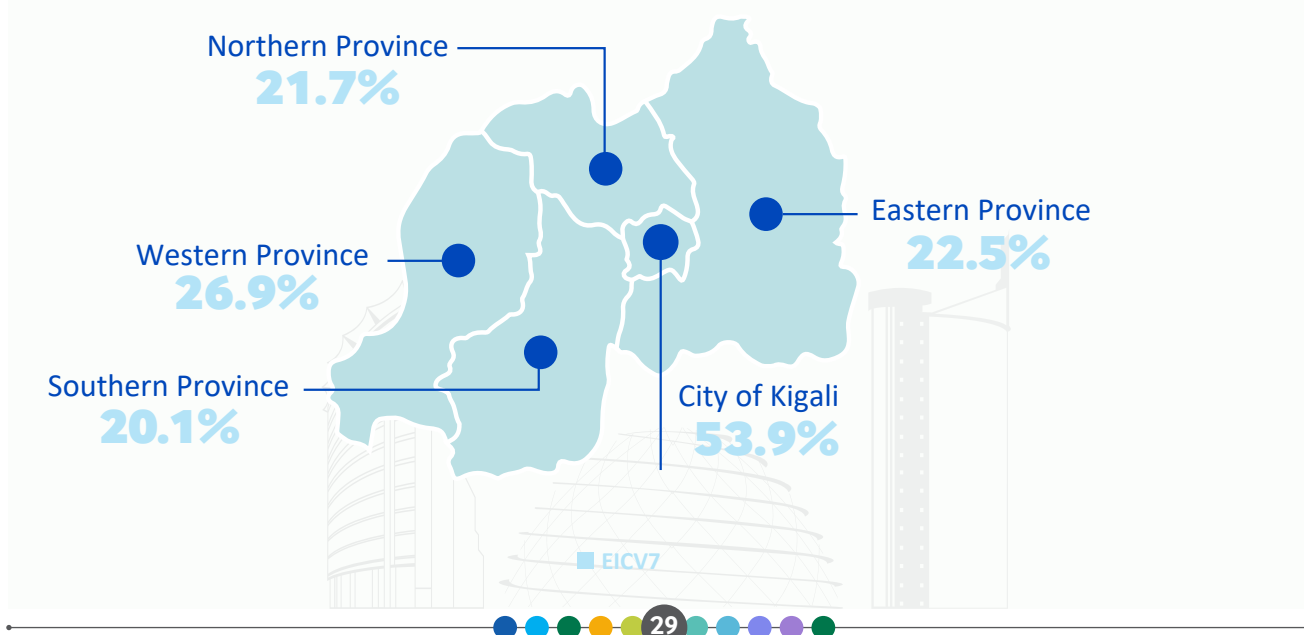 Northern Province
21.7%
Eastern Province
22.5%
Western Province
26.9%
Southern Province
20.1%
City of Kigali
53.9%
EICV7
29